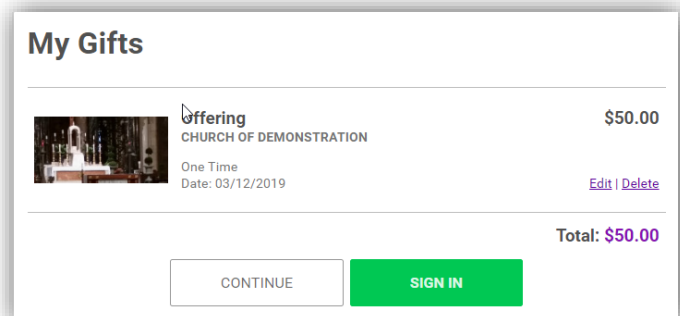 My Gifts
Offering
$50.00
CHURCH OF DEMONSTRATION
One Time
Date: 03/12/2019
Edit | Delete
Total: $50.00
CONTINUE
SIGN IN